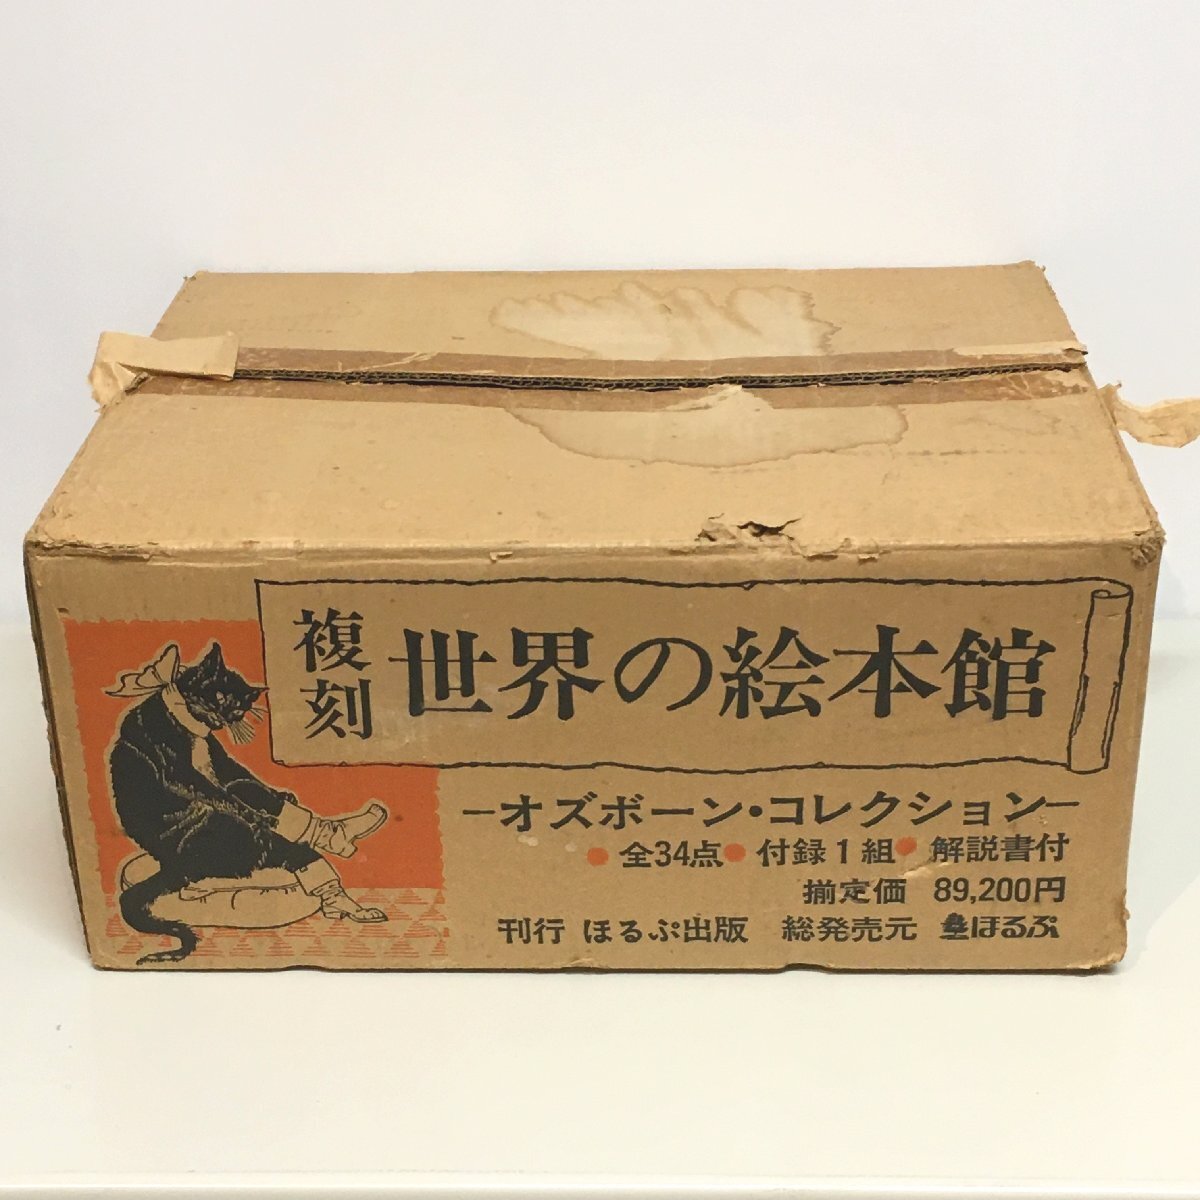 複刻 世界の絵本館
−オズボーン・コレクション−
●全34点●付録1組●解説書付
揃定価 89,200円
刊行 ほるぷ出版 総発売元 ほるぷ